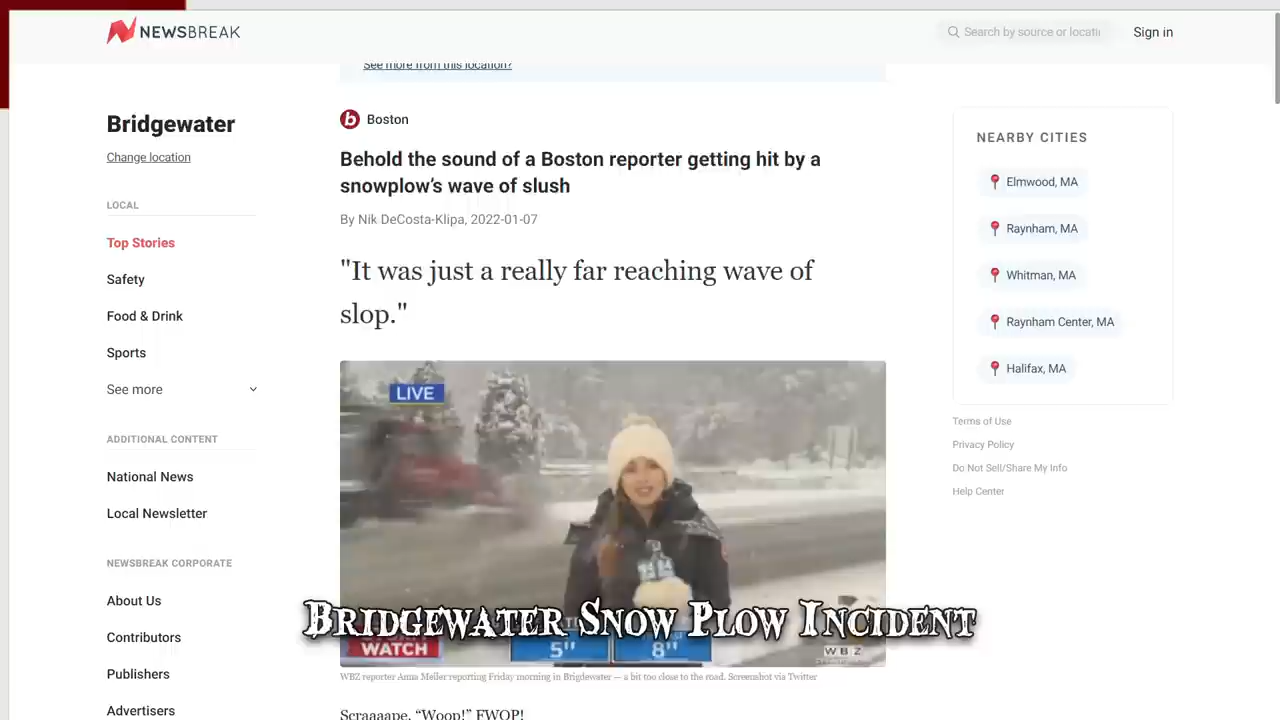 NEWSBREAK
Search by source or locati
Sign in
See more from this location?
Bridgewater
Change location
LOCAL
Top Stories
Safety
Food & Drink
Sports
See more
ADDITIONAL CONTENT
National News
Local Newsletter
NEWSBREAK CORPORATE
About Us
Contributors
Publishers
Advertisers
b Boston
Behold the sound of a Boston reporter getting hit by a
snowplow’s wave of slush
By Nik DeCosta-Klipa, 2022-01-07
"It was just a really far reaching wave of
slop."
LIVE
Bridgewater Snow Plow Incident
WATCH
5" 8"
WBZ
WBZ reporter Anna Meiler reporting Friday morning in Brigdewater — a bit too close to the road. Screenshot via Twitter
Scraaaape, “Woop!” FWOP!
NEARBY CITIES
Elmwood, MA
Raynham, MA
Whitman, MA
Raynham Center, MA
Halifax, MA
Terms of Use
Privacy Policy
Do Not Sell/Share My Info
Help Center